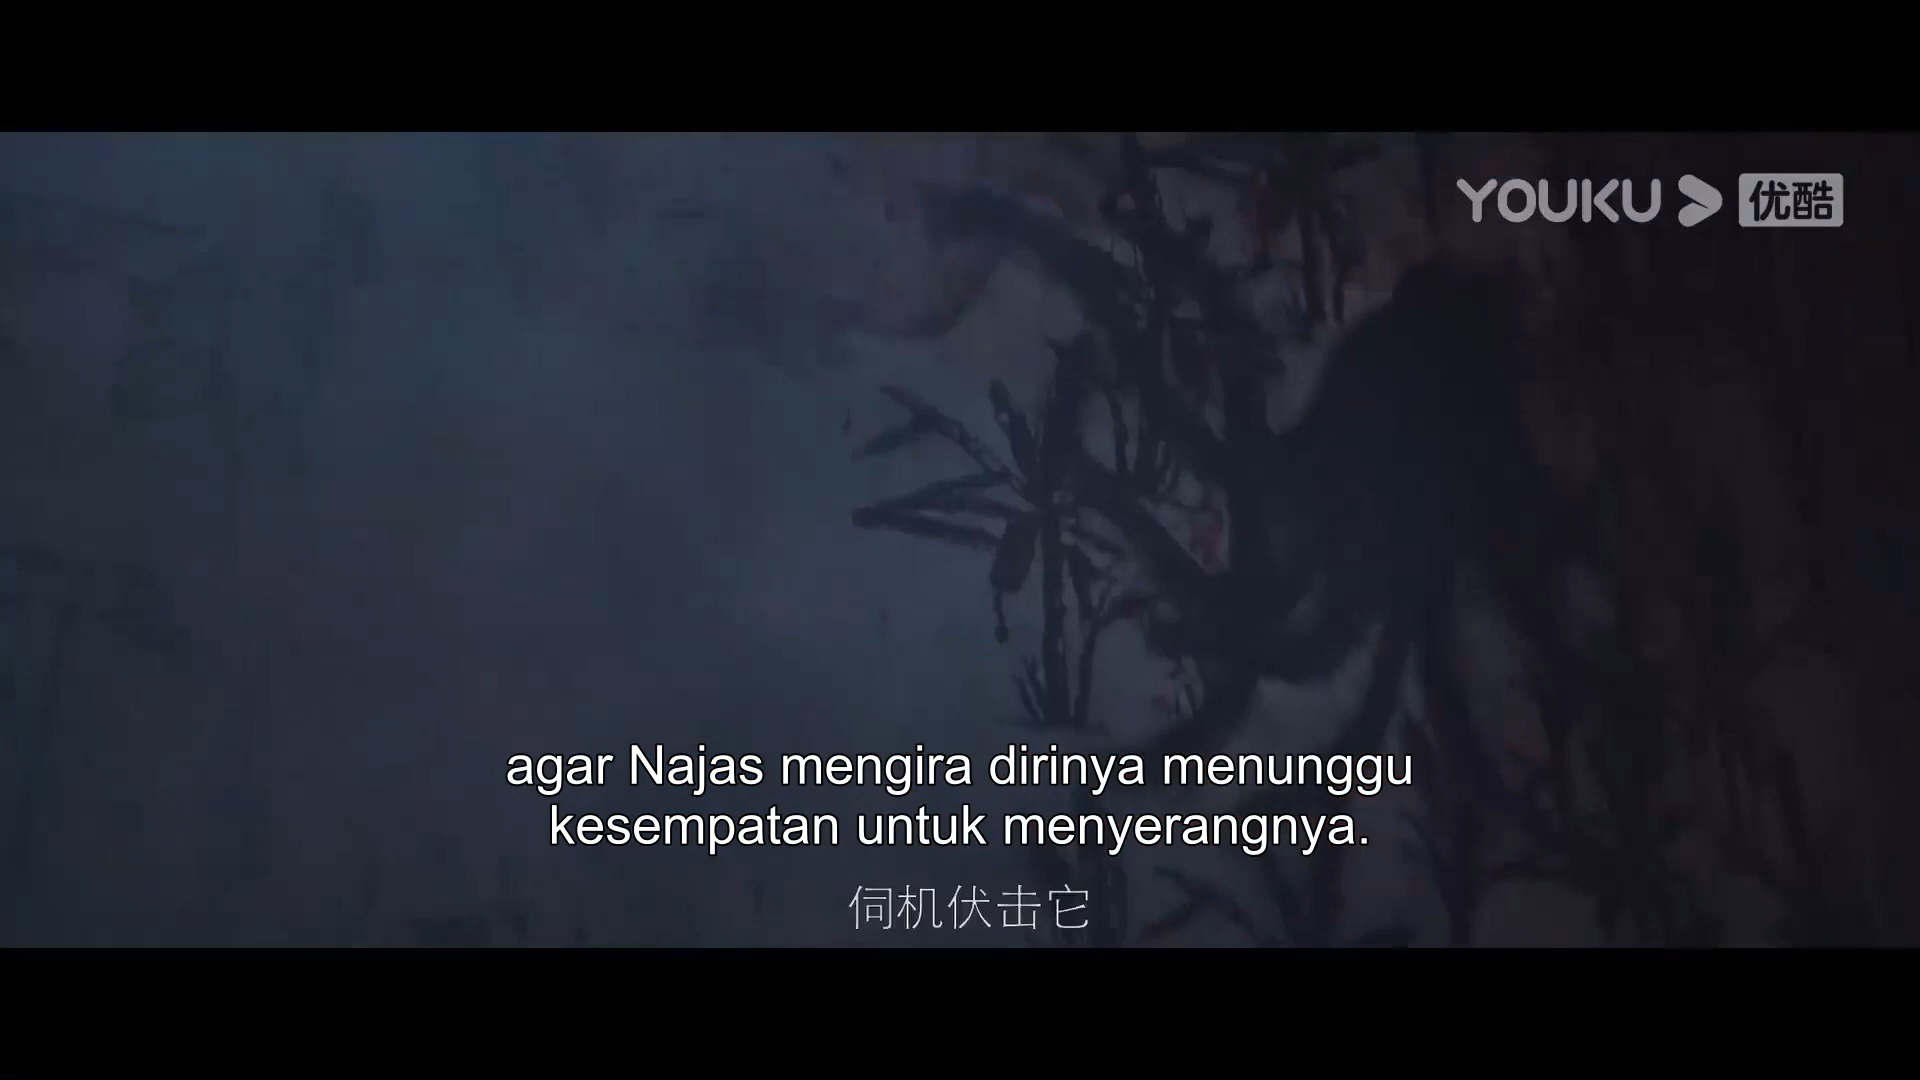 YOUKU 优酷
agar Najas mengira dirinya menunggu
kesempatan untuk menyerangnya.
伺机伏击它